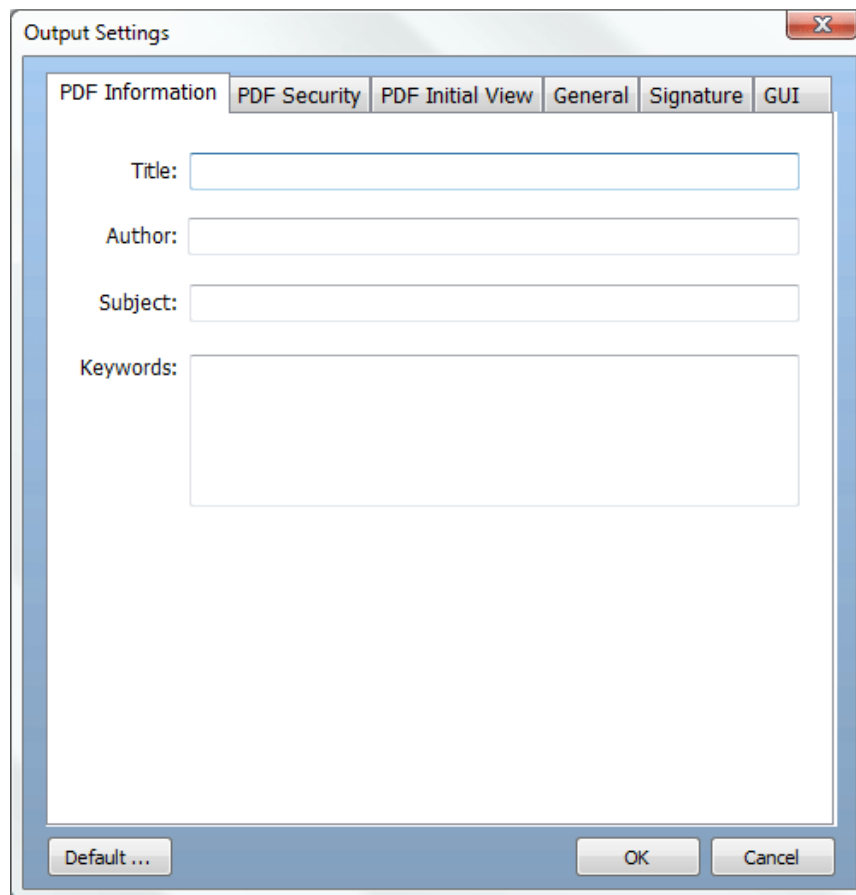 Output Settings
PDF Information PDF Security PDF Initial View General Signature GUI
Title:
Author:
Subject:
Keywords:
Default ... OK Cancel